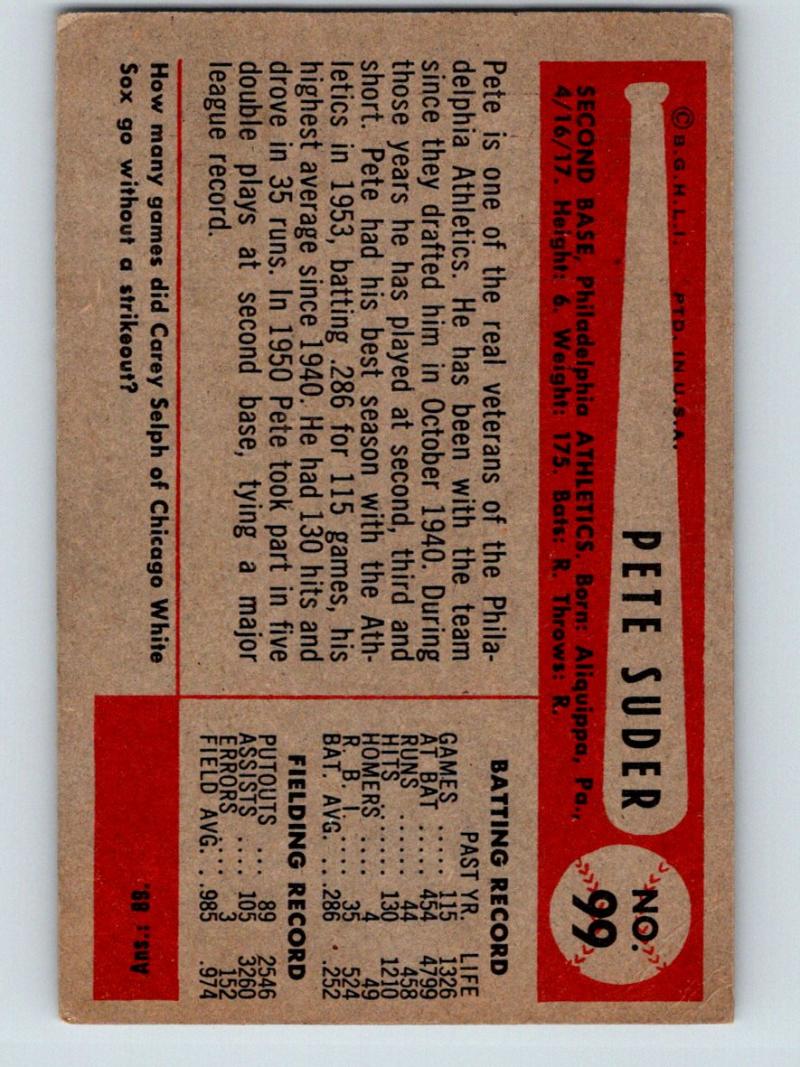 © B.G.H.L.I. PTD. IN U.S.A.
PETE SUDER
NO.
99
SECOND BASE, Philadelphia ATHLETICS. Born: Aliquippa, Pa.,
4/16/17. Height: 6. Weight: 175. Bats: R. Throws: R.
Pete is one of the real veterans of the Phila-
delphia Athletics. He has been with the team
since they drafted him in October 1940. During
those years he has played at second, third and
short. Pete had his best season with the Ath-
letics in 1953, batting .286 for 115 games, his
highest average since 1940. He had 130 hits and
drove in 35 runs. In 1950 Pete took part in five
double plays at second base, tying a major
league record.
BATTING RECORD
PAST YR. LIFE
GAMES ..... 115 1326
AT BAT ..... 454 4799
RUNS ...... 44 458
HITS ...... 130 1210
HOMERS .... 4 49
R. B. I. .... 35 524
BAT. AVG. ... .286 .252
FIELDING RECORD
PUTOUTS ... 89 2546
ASSISTS .... 105 3260
ERRORS .... 3 152
FIELD AVG. . .985 .974
How many games did Carey Selph of Chicago White
Sox go without a strikeout?
Ans.: 89.